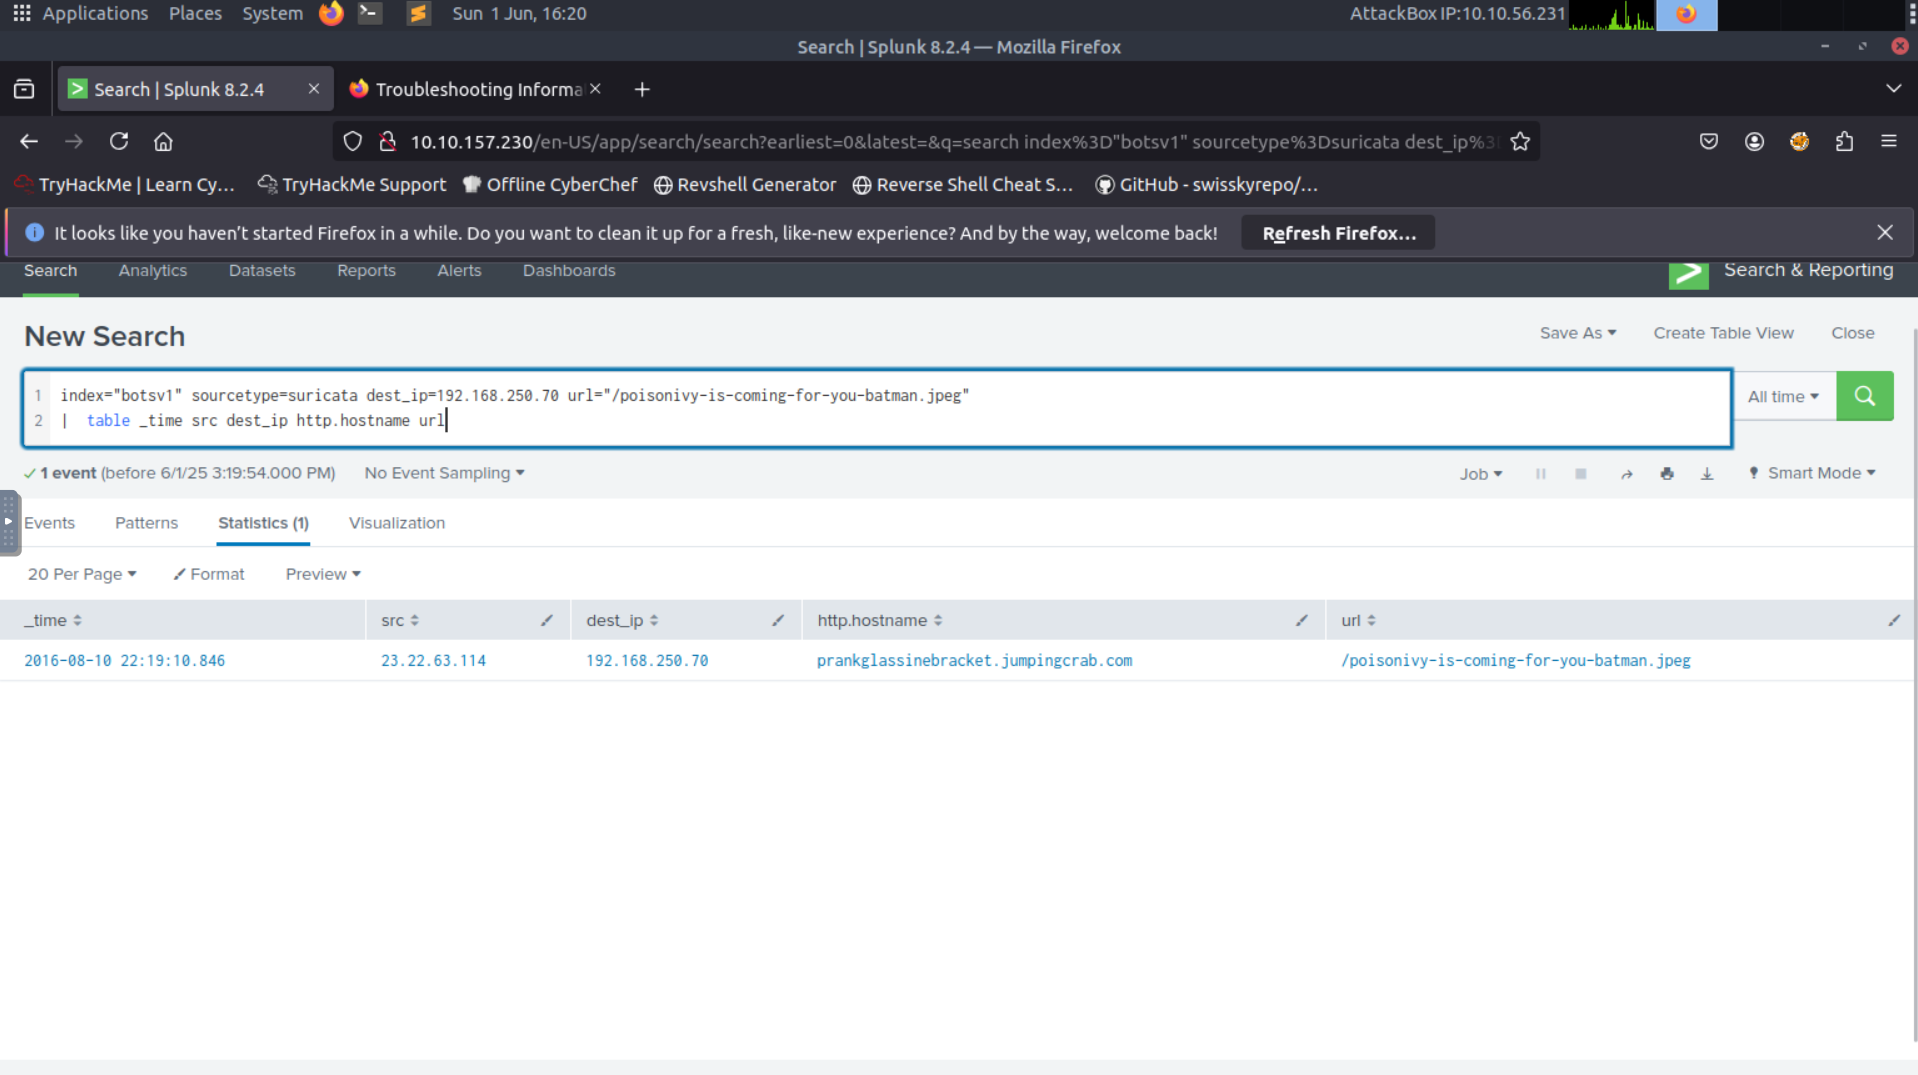 Applications Places System Sun 1 Jun, 16:20 AttackBox IP:10.10.56.231
Search | Splunk 8.2.4 — Mozilla Firefox
Search | Splunk 8.2.4 Troubleshooting Informa
10.10.157.230/en-US/app/search/search?earliest=0&latest=&q=search index%3D"botsv1" sourcetype%3Dsuricata dest_ip%3
TryHackMe | Learn Cy... TryHackMe Support Offline CyberChef Revshell Generator Reverse Shell Cheat S... GitHub - swisskyrepo/...
It looks like you haven't started Firefox in a while. Do you want to clean it up for a fresh, like-new experience? And by the way, welcome back! Refresh Firefox...
Search Analytics Datasets Reports Alerts Dashboards Search & Reporting
New Search Save As Create Table View Close
1 index="botsv1" sourcetype=suricata dest_ip=192.168.250.70 url="/poisonivy-is-coming-for-you-batman.jpeg"
All time
2 | table _time src dest_ip http.hostname url
1 event (before 6/1/25 3:19:54.000 PM) No Event Sampling Job Smart Mode
Events Patterns Statistics (1) Visualization
20 Per Page Format Preview
_time src dest_ip http.hostname url
2016-08-10 22:19:10.846 23.22.63.114 192.168.250.70 prankglassinebracket.jumpingcrab.com /poisonivy-is-coming-for-you-batman.jpeg